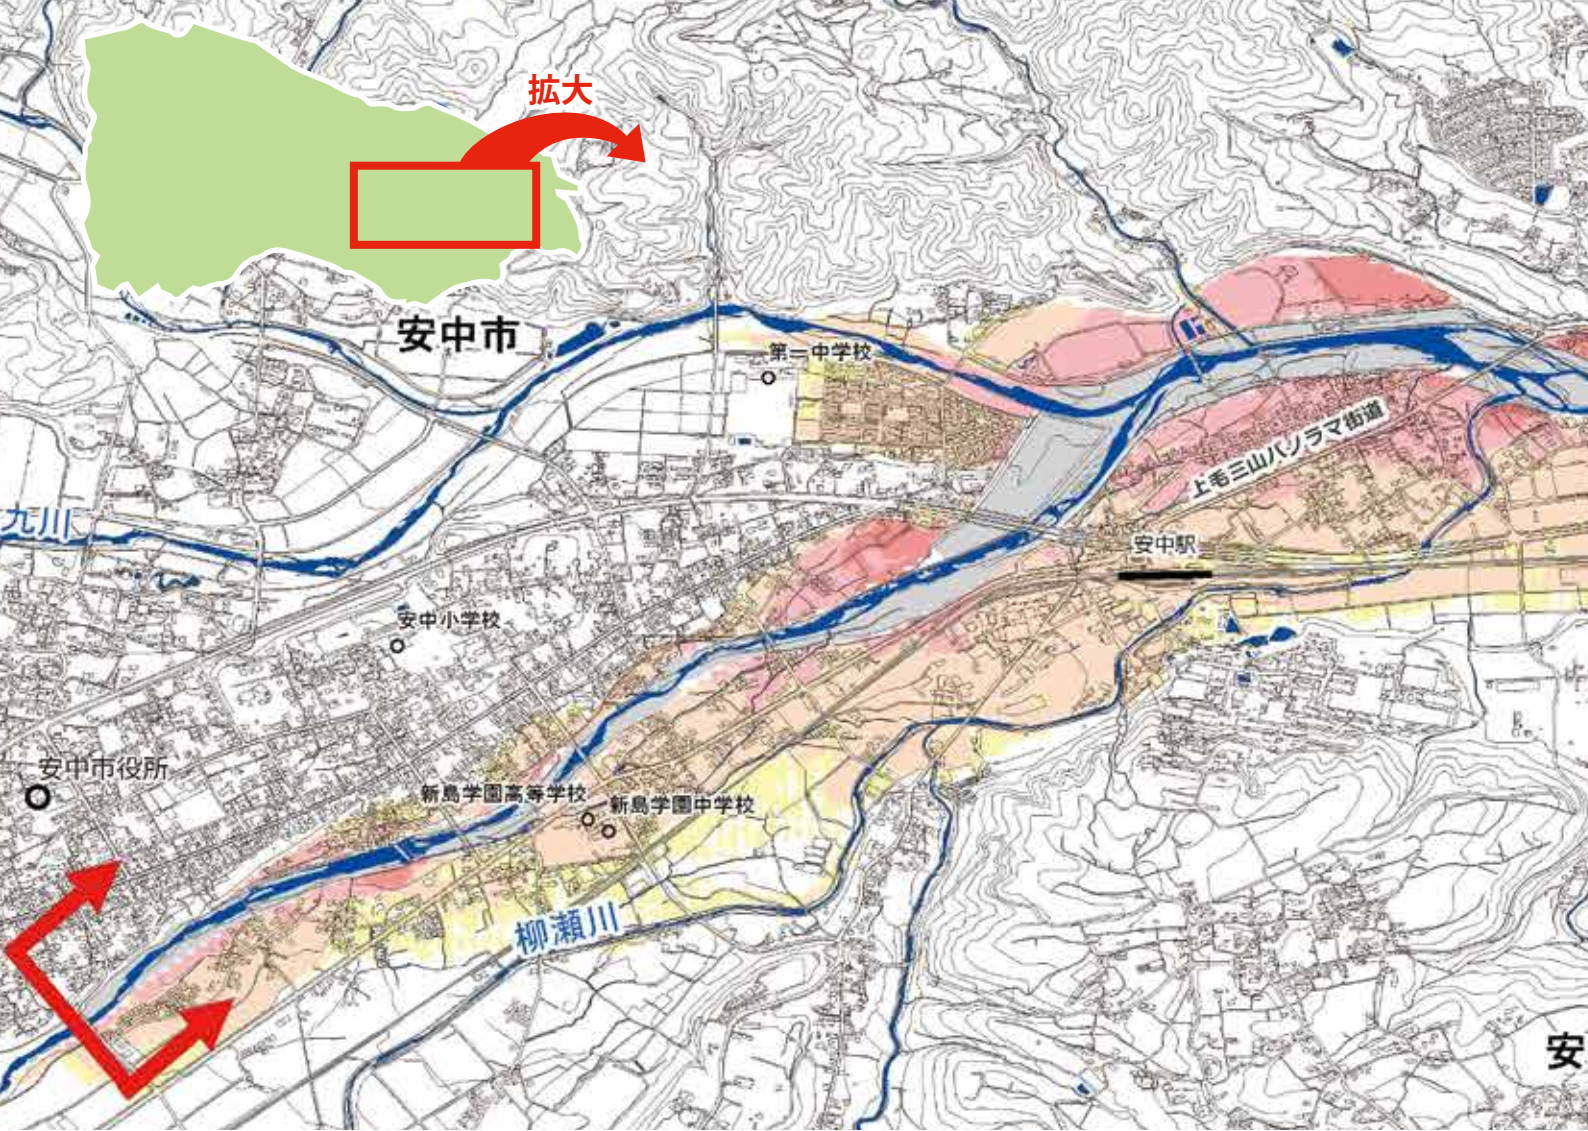 拡大
安中市
第一中学校
上毛三山パノラマ街道
九川
安中駅
安中小学校
安中市役所
新島学園高等学校
新島学園中学校
柳瀬川
安